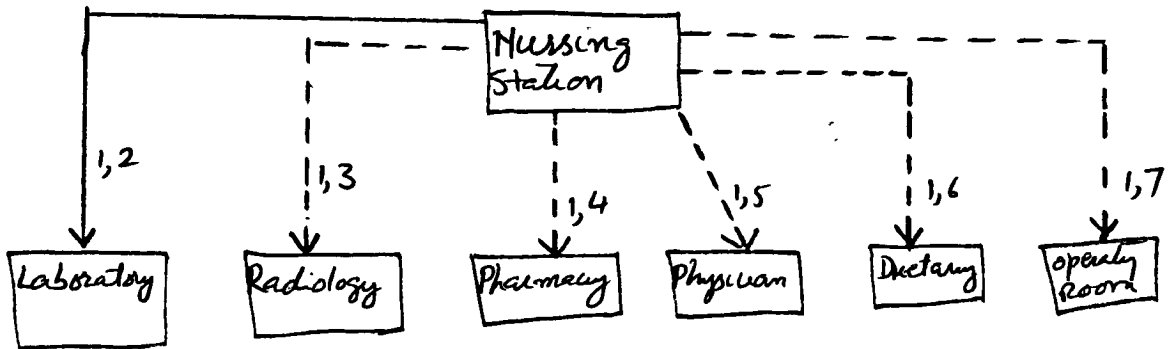 Nussing
Station
1,2
1,3
1,4
1,5
1,6
1,7
Laboratory
Radiology
Pharmacy
Physician
Dietary
Operaty
Room